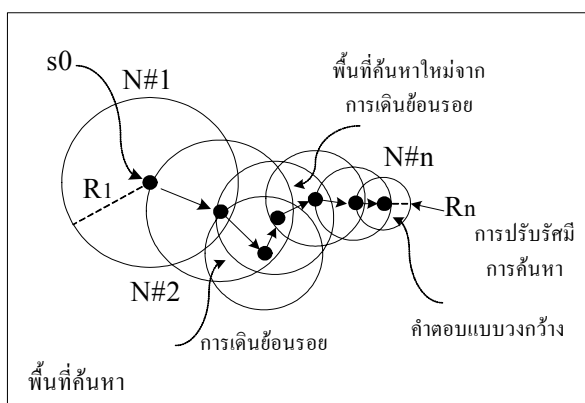 s0
N#1
พื้นที่ค้นหาใหม่จาก
การเดินย้อนรอย
N#n
R1
Rn
การปรับรัศมี
การค้นหา
N#2
การเดินย้อนรอย
คำตอบแบบวงกว้าง
พื้นที่ค้นหา